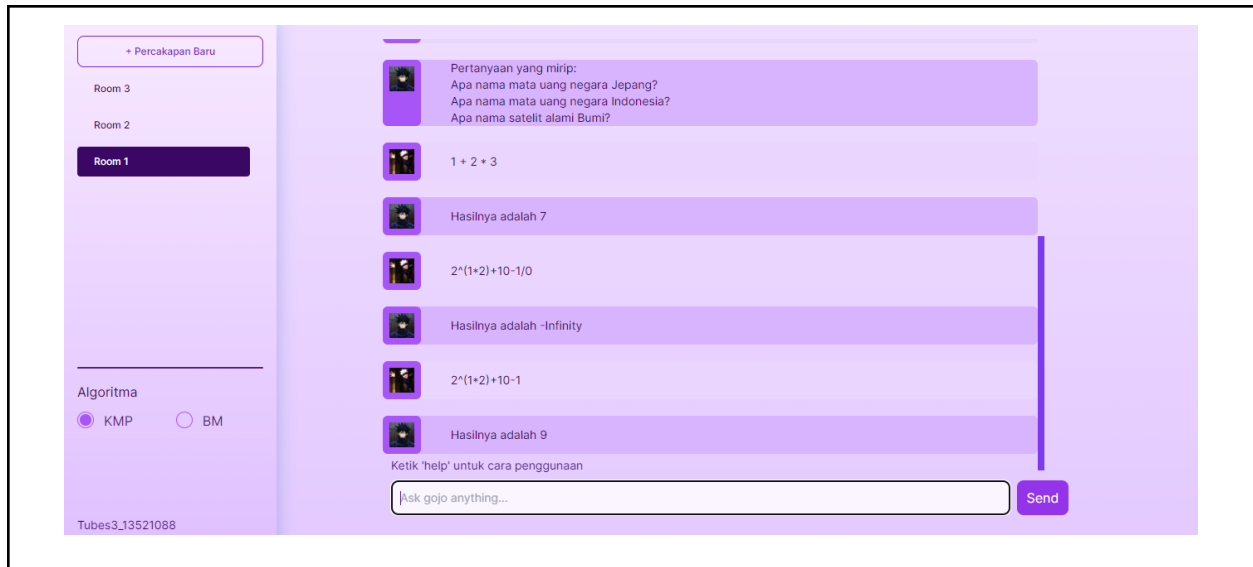 + Percakapan Baru
Room 3
Room 2
Room 1
Algoritma
KMP
BM
Tubes3_13521088
Pertanyaan yang mirip:
Apa nama mata uang negara Jepang?
Apa nama mata uang negara Indonesia?
Apa nama satelit alami Bumi?
1 + 2 * 3
Hasilnya adalah 7
2^(1*2)+10-1/0
Hasilnya adalah -Infinity
2^(1*2)+10-1
Hasilnya adalah 9
Ketik 'help' untuk cara penggunaan
Ask gojo anything...
Send